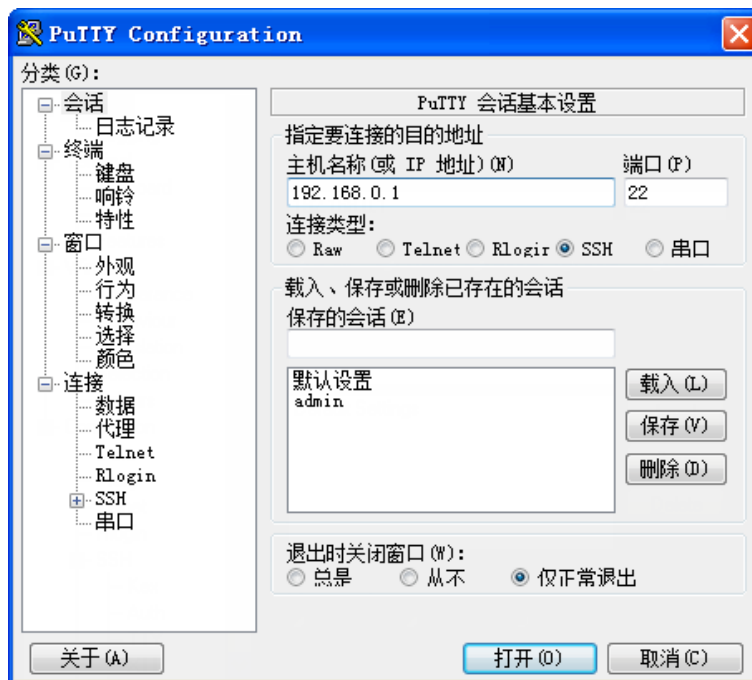 PuTTY Configuration
分类(G):
会话
日志记录
终端
键盘
响铃
特性
窗口
外观
行为
转换
选择
颜色
连接
数据
代理
Telnet
Rlogin
SSH
串口
PuTTY 会话基本设置
指定要连接的目的地址
主机名称(或 IP 地址)(N) 端口(P)
192.168.0.1 22
连接类型:
Raw Telnet Rlogir SSH 串口
载入、保存或删除已存在的会话
保存的会话(E)
默认设置
admin
载入(L)
保存(V)
删除(D)
退出时关闭窗口(W):
总是 从不 仅正常退出
关于(A) 打开(O) 取消(C)